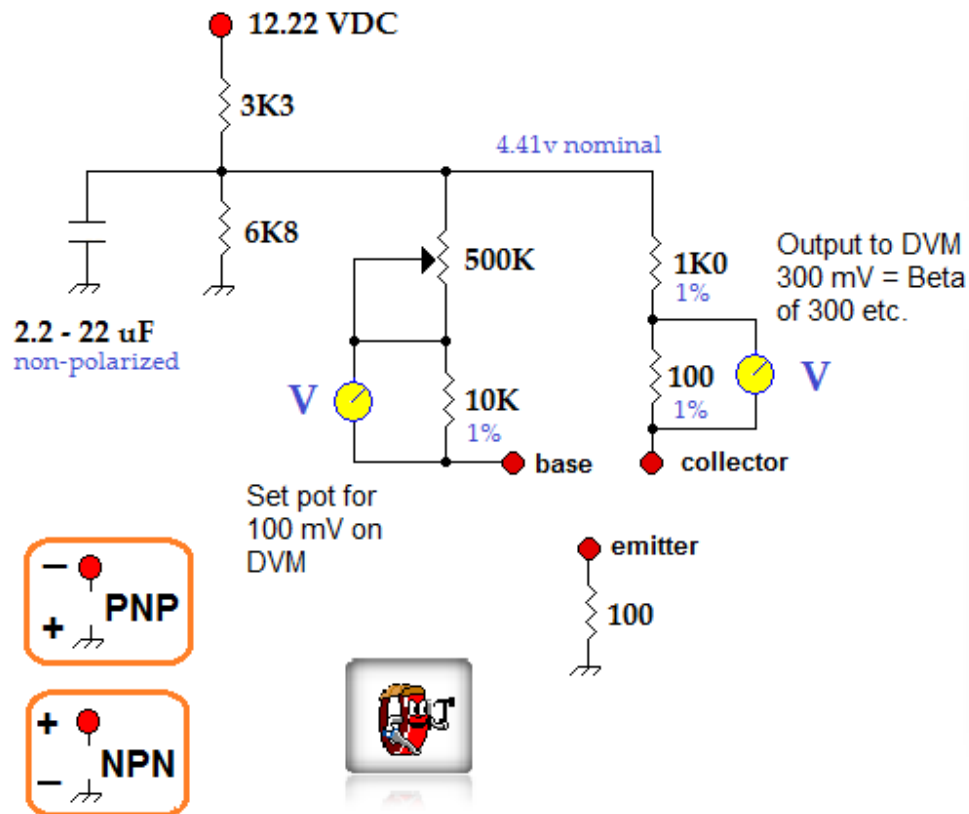 12.22 VDC
3K3
4.41v nominal
6K8
500K
1K0
1%
Output to DVM
300 mV = Beta
of 300 etc.
2.2 - 22 uF
non-polarized
V
10K
1%
100
1%
V
base
collector
Set pot for
100 mV on
DVM
emitter
100
–
PNP
+
+
NPN
–